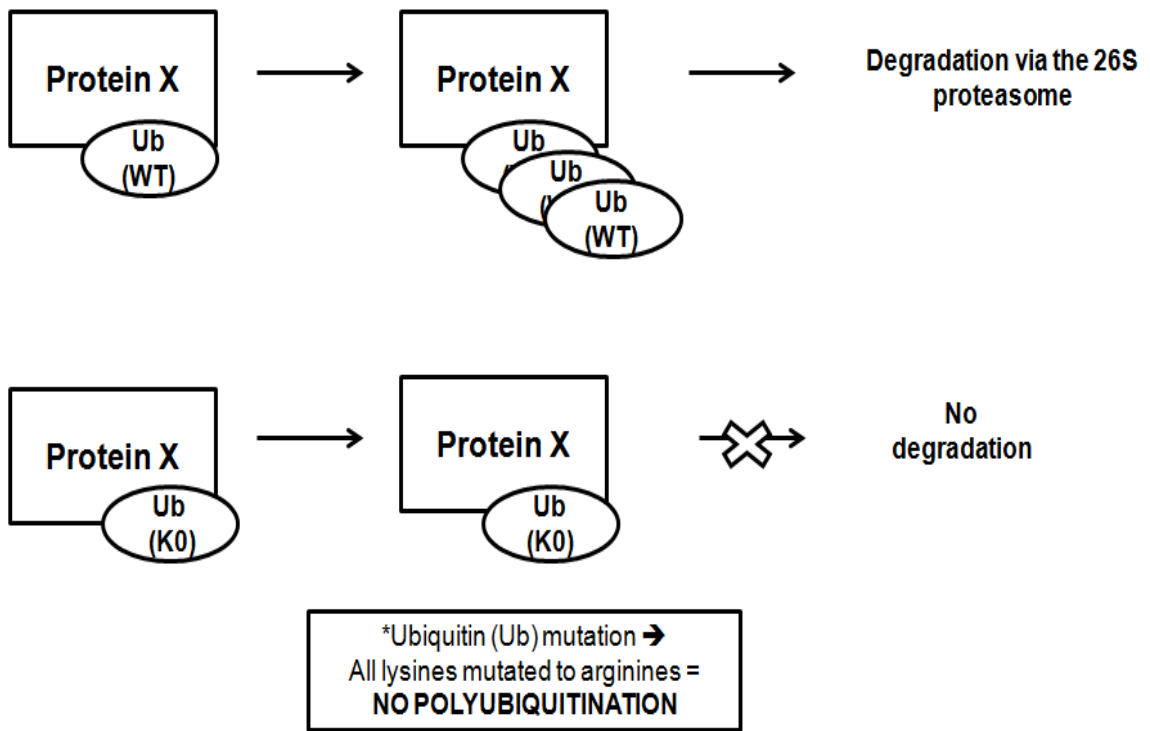 Protein X
Ub
(WT)
Protein X
Ub
Ub
Ub
(WT)
Degradation via the 26S
proteasome
Protein X
Ub
(K0)
Protein X
Ub
(K0)
No
degradation
*Ubiquitin (Ub) mutation ➔
All lysines mutated to arginines =
NO POLYUBIQUITINATION